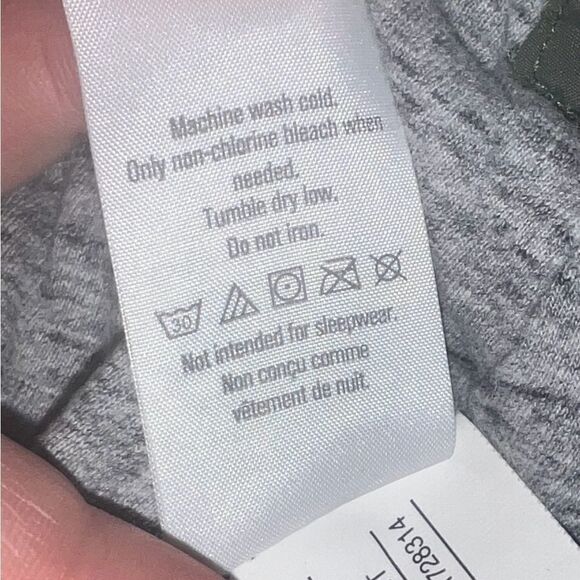 Machine wash cold.
Only non-chlorine bleach when
needed.
Tumble dry low.
Do not iron.
30
Not intended for sleepwear.
Non conçu comme
vêtement de nuit.
728314